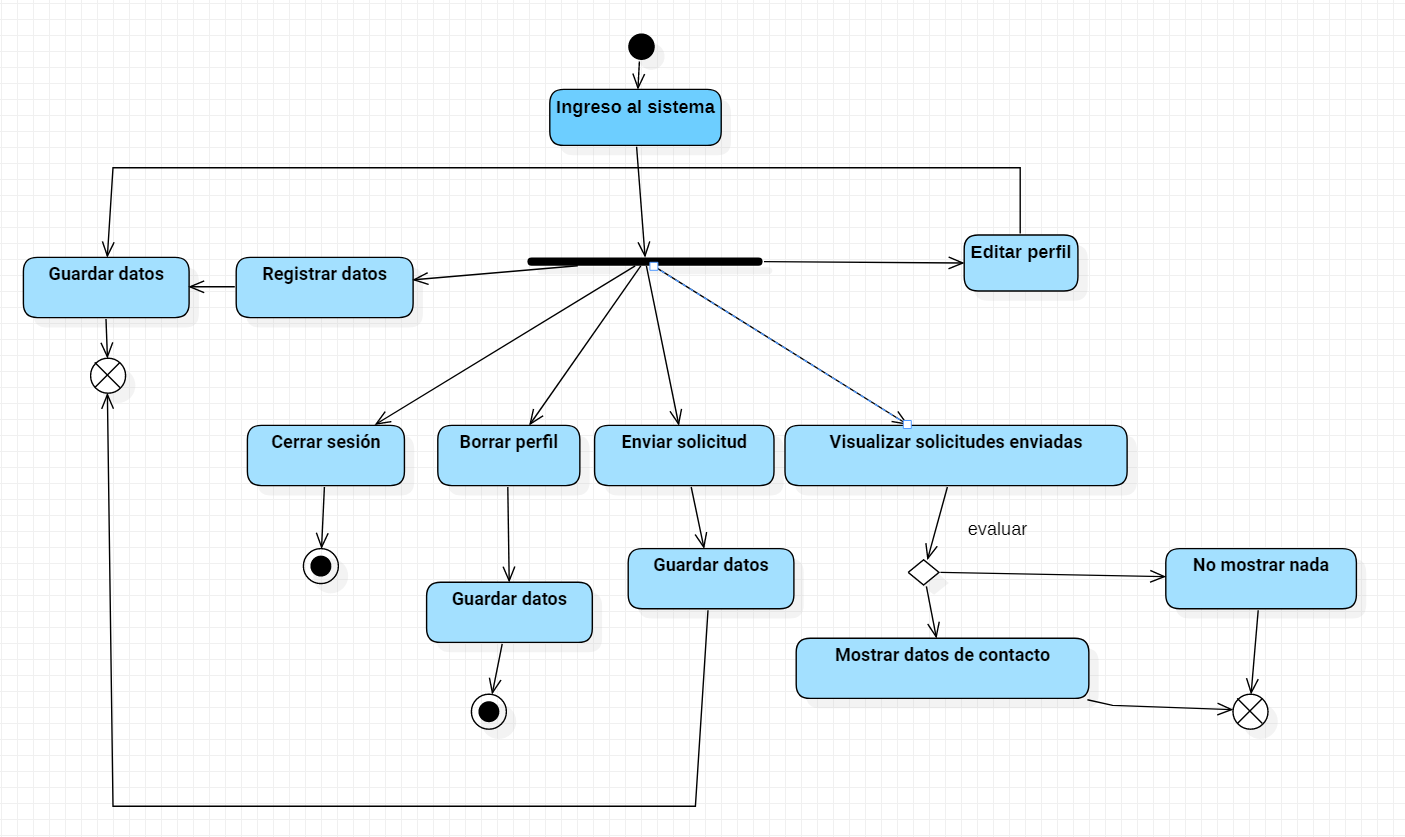 Ingreso al sistema
Editar perfil
Guardar datos
Registrar datos
Cerrar sesión
Borrar perfil
Enviar solicitud
Visualizar solicitudes enviadas
evaluar
Guardar datos
No mostrar nada
Guardar datos
Mostrar datos de contacto